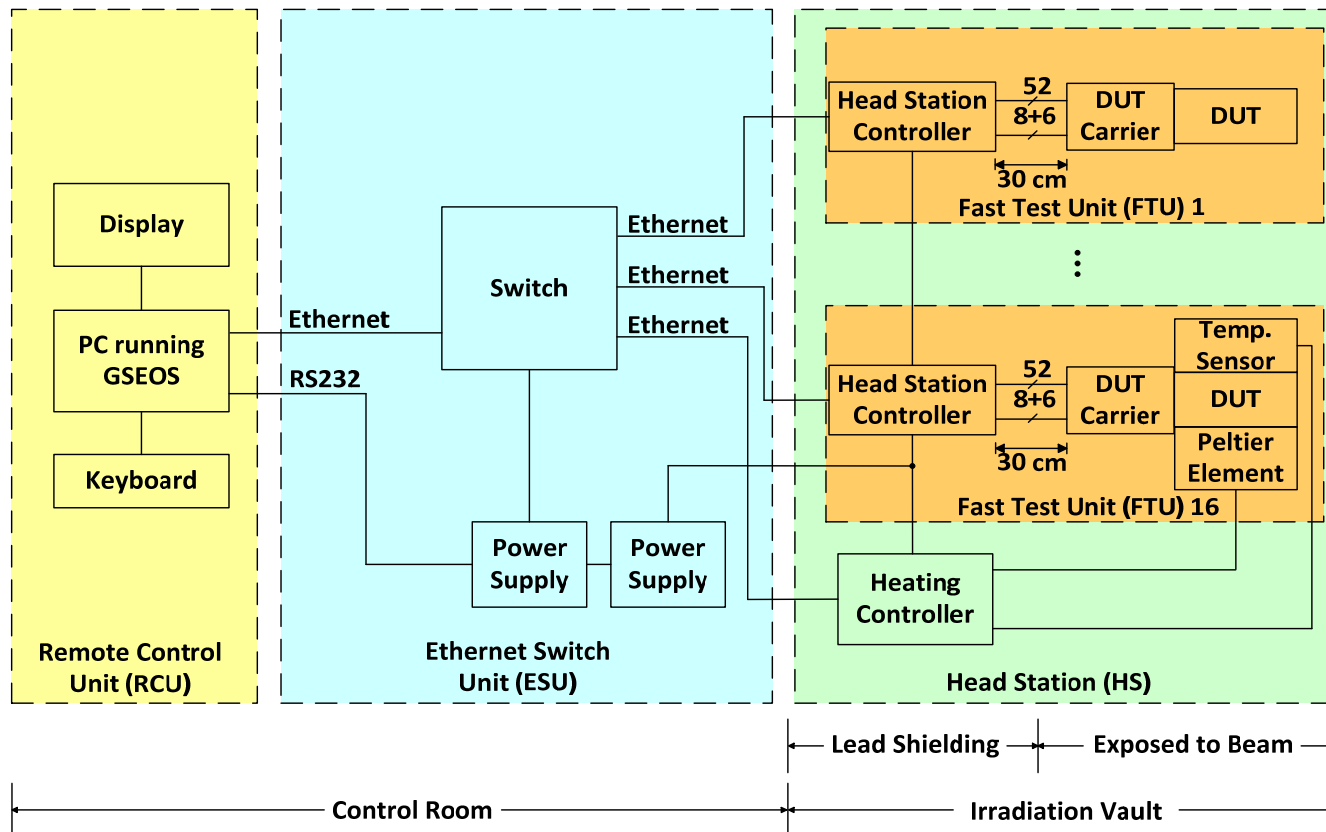 Display
PC running
GSEOS
Keyboard
Remote Control
Unit (RCU)
Ethernet
RS232
Switch
Ethernet
Ethernet
Ethernet
Power
Supply
Power
Supply
Ethernet Switch
Unit (ESU)
Head Station
Controller
52
8+6
30 cm
DUT
Carrier
DUT
Fast Test Unit (FTU) 1
Head Station
Controller
52
8+6
30 cm
DUT
Carrier
Temp.
Sensor
DUT
Peltier
Element
Fast Test Unit (FTU) 16
Heating
Controller
Head Station (HS)
Lead Shielding
Exposed to Beam
Control Room
Irradiation Vault